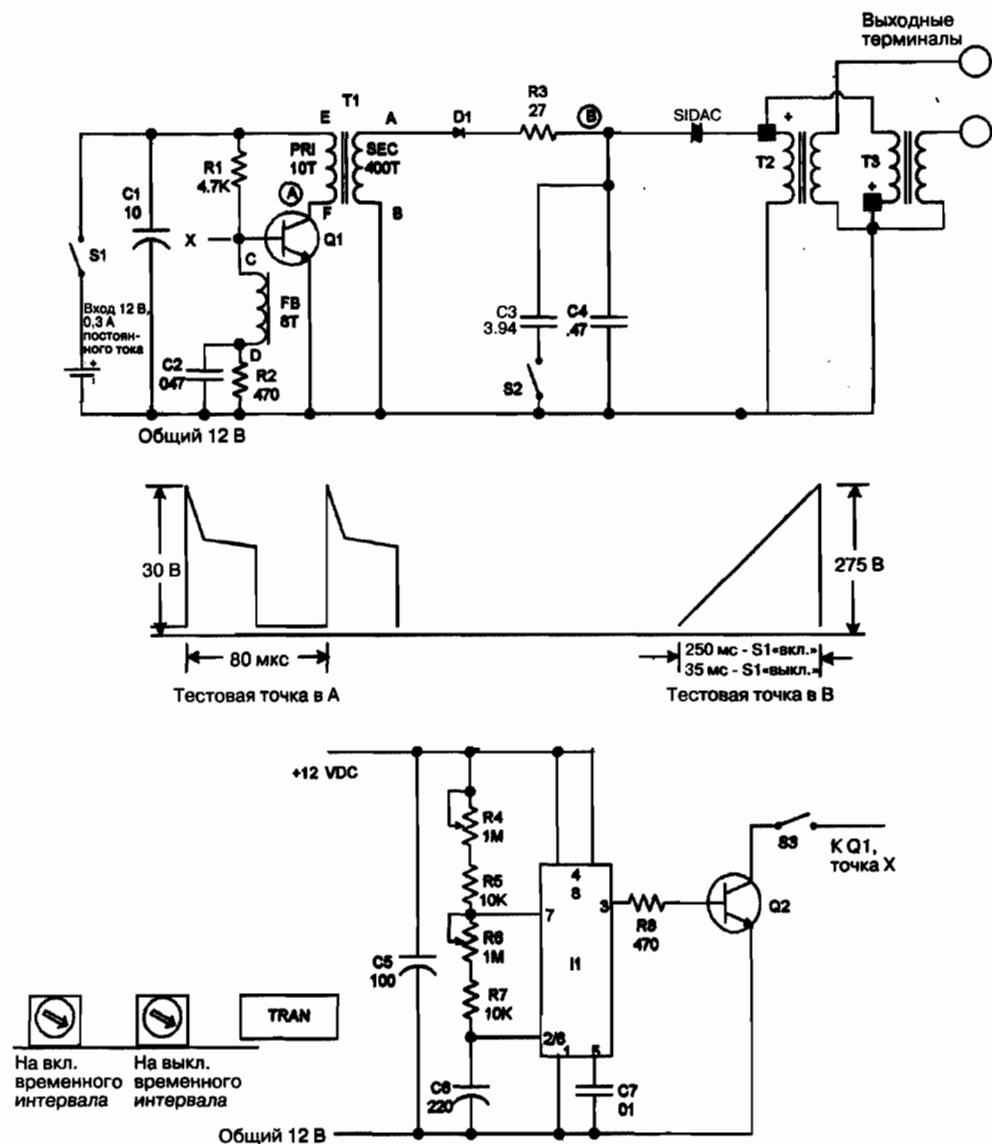 Выходные
терминалы
T1
E
A
D1
R3
27
B
SIDAC
+
R1
4.7K
PRI
10T
SEC
400T
T2
T3
+
C1
10
A
F
B
X
Q1
S1
C
Вход 12 В,
0,3 А
постоян-
ного тока
+
FB
8T
C3
3.94
C4
.47
D
C2
047
R2
470
S2
Общий 12 В
30 В
275 В
80 мкс
250 мс - S1«вкл.»
35 мс - S1«выкл.»
Тестовая точка в А
Тестовая точка в В
+12 VDC
R4
1M
S3
К Q1,
точка X
R5
10K
4
8
7
3
Q2
R6
1M
R8
470
C5
100
I1
R7
10K
TRAN
2/6
1
5
На вкл.
временного
интервала
На выкл.
временного
интервала
C6
220
C7
01
Общий 12 В